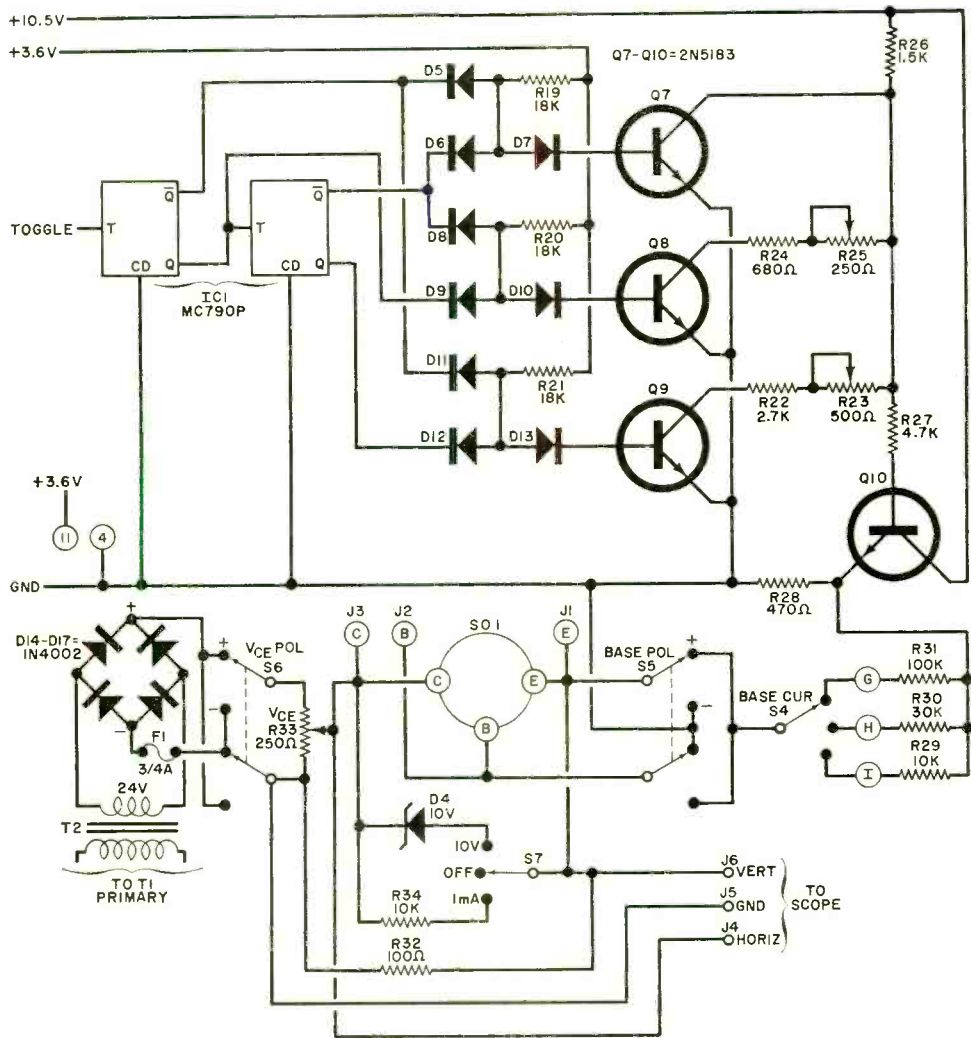 +10.5V
+3.6V
Q7-Q10=2N5183
R26
1.5K
D5
R19
18K
Q7
D6
D7
Q̅
Q̅
TOGGLE
T
T
D8
R20
18K
Q8
R24
680Ω
R25
250Ω
Q
Q
CD
CD
IC1
MC790P
D9
D10
D11
R21
18K
Q9
R22
2.7K
R23
500Ω
R27
4.7K
D12
D13
+3.6V
11
4
Q10
GND
R28
470Ω
+
D14-D17=
1N4002
−
F1
3/4A
24V
T2
TO T1
PRIMARY
+
VCE POL
S6
−
VCE
R33
250Ω
J3
C
J2
B
SO1
C
E
B
J1
E
BASE POL
S5
+
−
BASE CUR
S4
G
H
I
R31
100K
R30
30K
R29
10K
D4
10V
10V
OFF
S7
1mA
R34
10K
R32
100Ω
J6
VERT
J5
GND
J4
HORIZ
TO
SCOPE